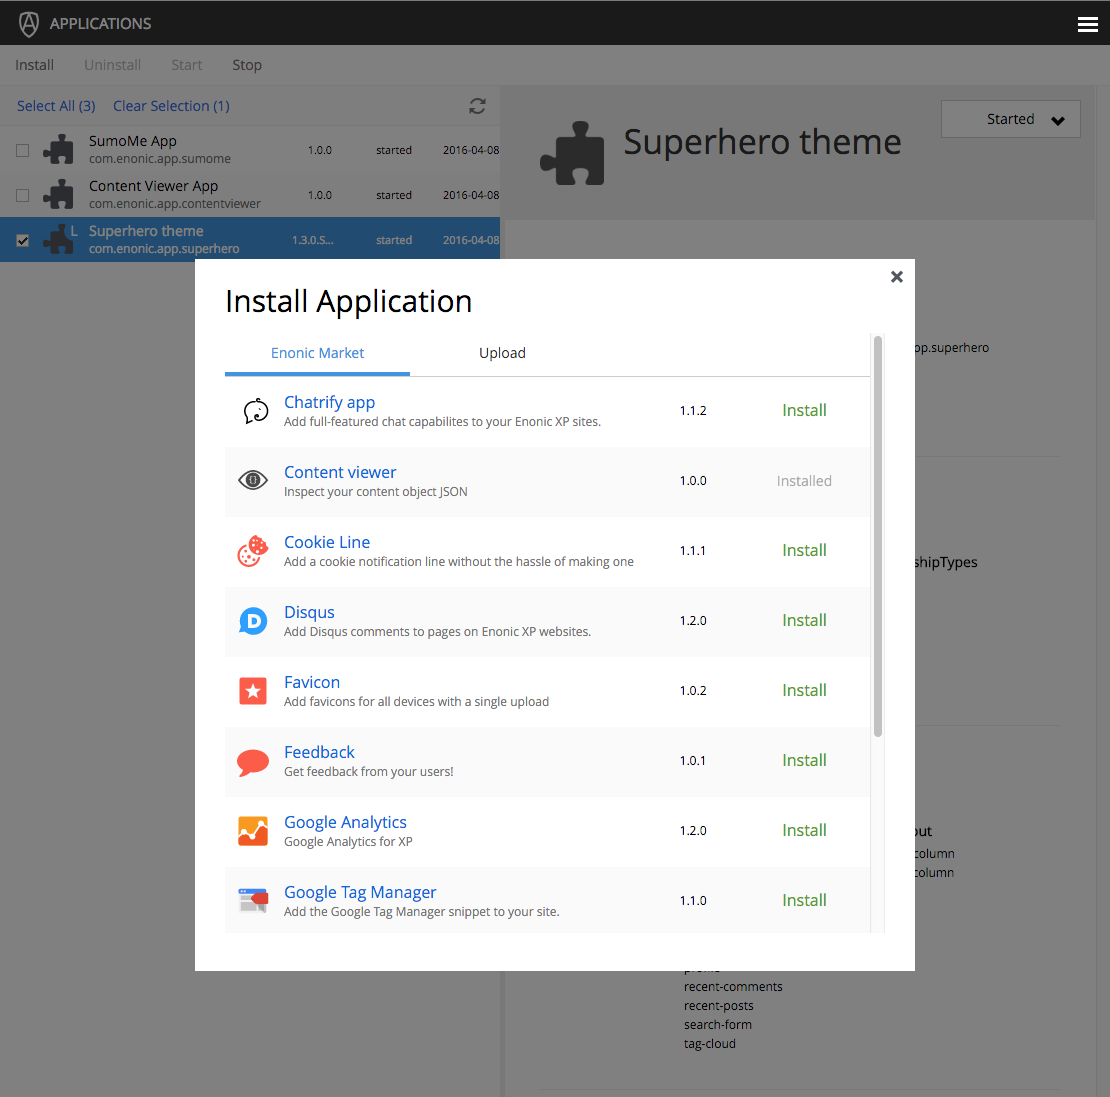 APPLICATIONS
Install Uninstall Start Stop
Select All (3) Clear Selection (1)
SumoMe App
com.enonic.app.sumome
1.0.0 started 2016-04-08
Content Viewer App
com.enonic.app.contentviewer
1.0.0 started 2016-04-08
L Superhero theme
com.enonic.app.superhero
1.3.0.S... started 2016-04-08
Superhero theme
Started
pp.superhero
shipTypes
column
column
recent-comments
recent-posts
search-form
tag-cloud
Install Application
Enonic Market Upload
Chatrify app
Add full-featured chat capabilites to your Enonic XP sites.
1.1.2 Install
Content viewer
Inspect your content object JSON
1.0.0 Installed
Cookie Line
Add a cookie notification line without the hassle of making one
1.1.1 Install
D
Disqus
Add Disqus comments to pages on Enonic XP websites.
1.2.0 Install
Favicon
Add favicons for all devices with a single upload
1.0.2 Install
Feedback
Get feedback from your users!
1.0.1 Install
Google Analytics
Google Analytics for XP
1.2.0 Install
Google Tag Manager
Add the Google Tag Manager snippet to your site.
1.1.0 Install